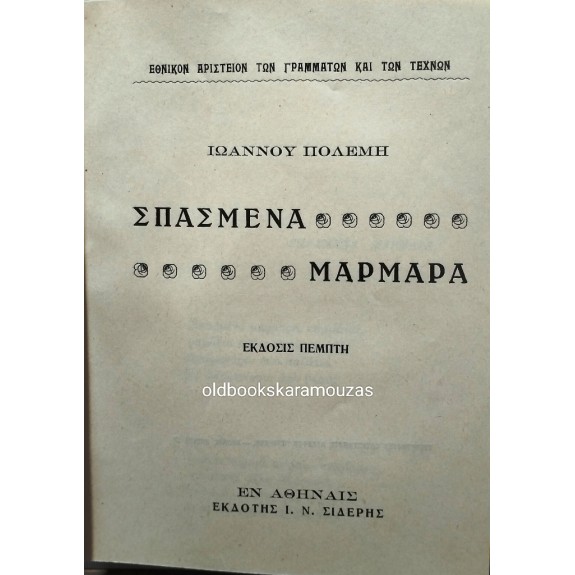 ΕΘΝΙΚΟΝ ΑΡΙΣΤΕΙΟΝ ΤΩΝ ΓΡΑΜΜΑΤΩΝ ΚΑΙ ΤΩΝ ΤΕΧΝΩΝ
ΙΩΑΝΝΟΥ ΠΟΛΕΜΗ
ΣΠΑΣΜΕΝΑ
ΜΑΡΜΑΡΑ
ΕΚΔΟΣΙΣ ΠΕΜΠΤΗ
oldbookskaramouzas
ΕΝ ΑΘΗΝΑΙΣ
ΕΚΔΟΤΗΣ Ι. Ν. ΣΙΔΕΡΗΣ